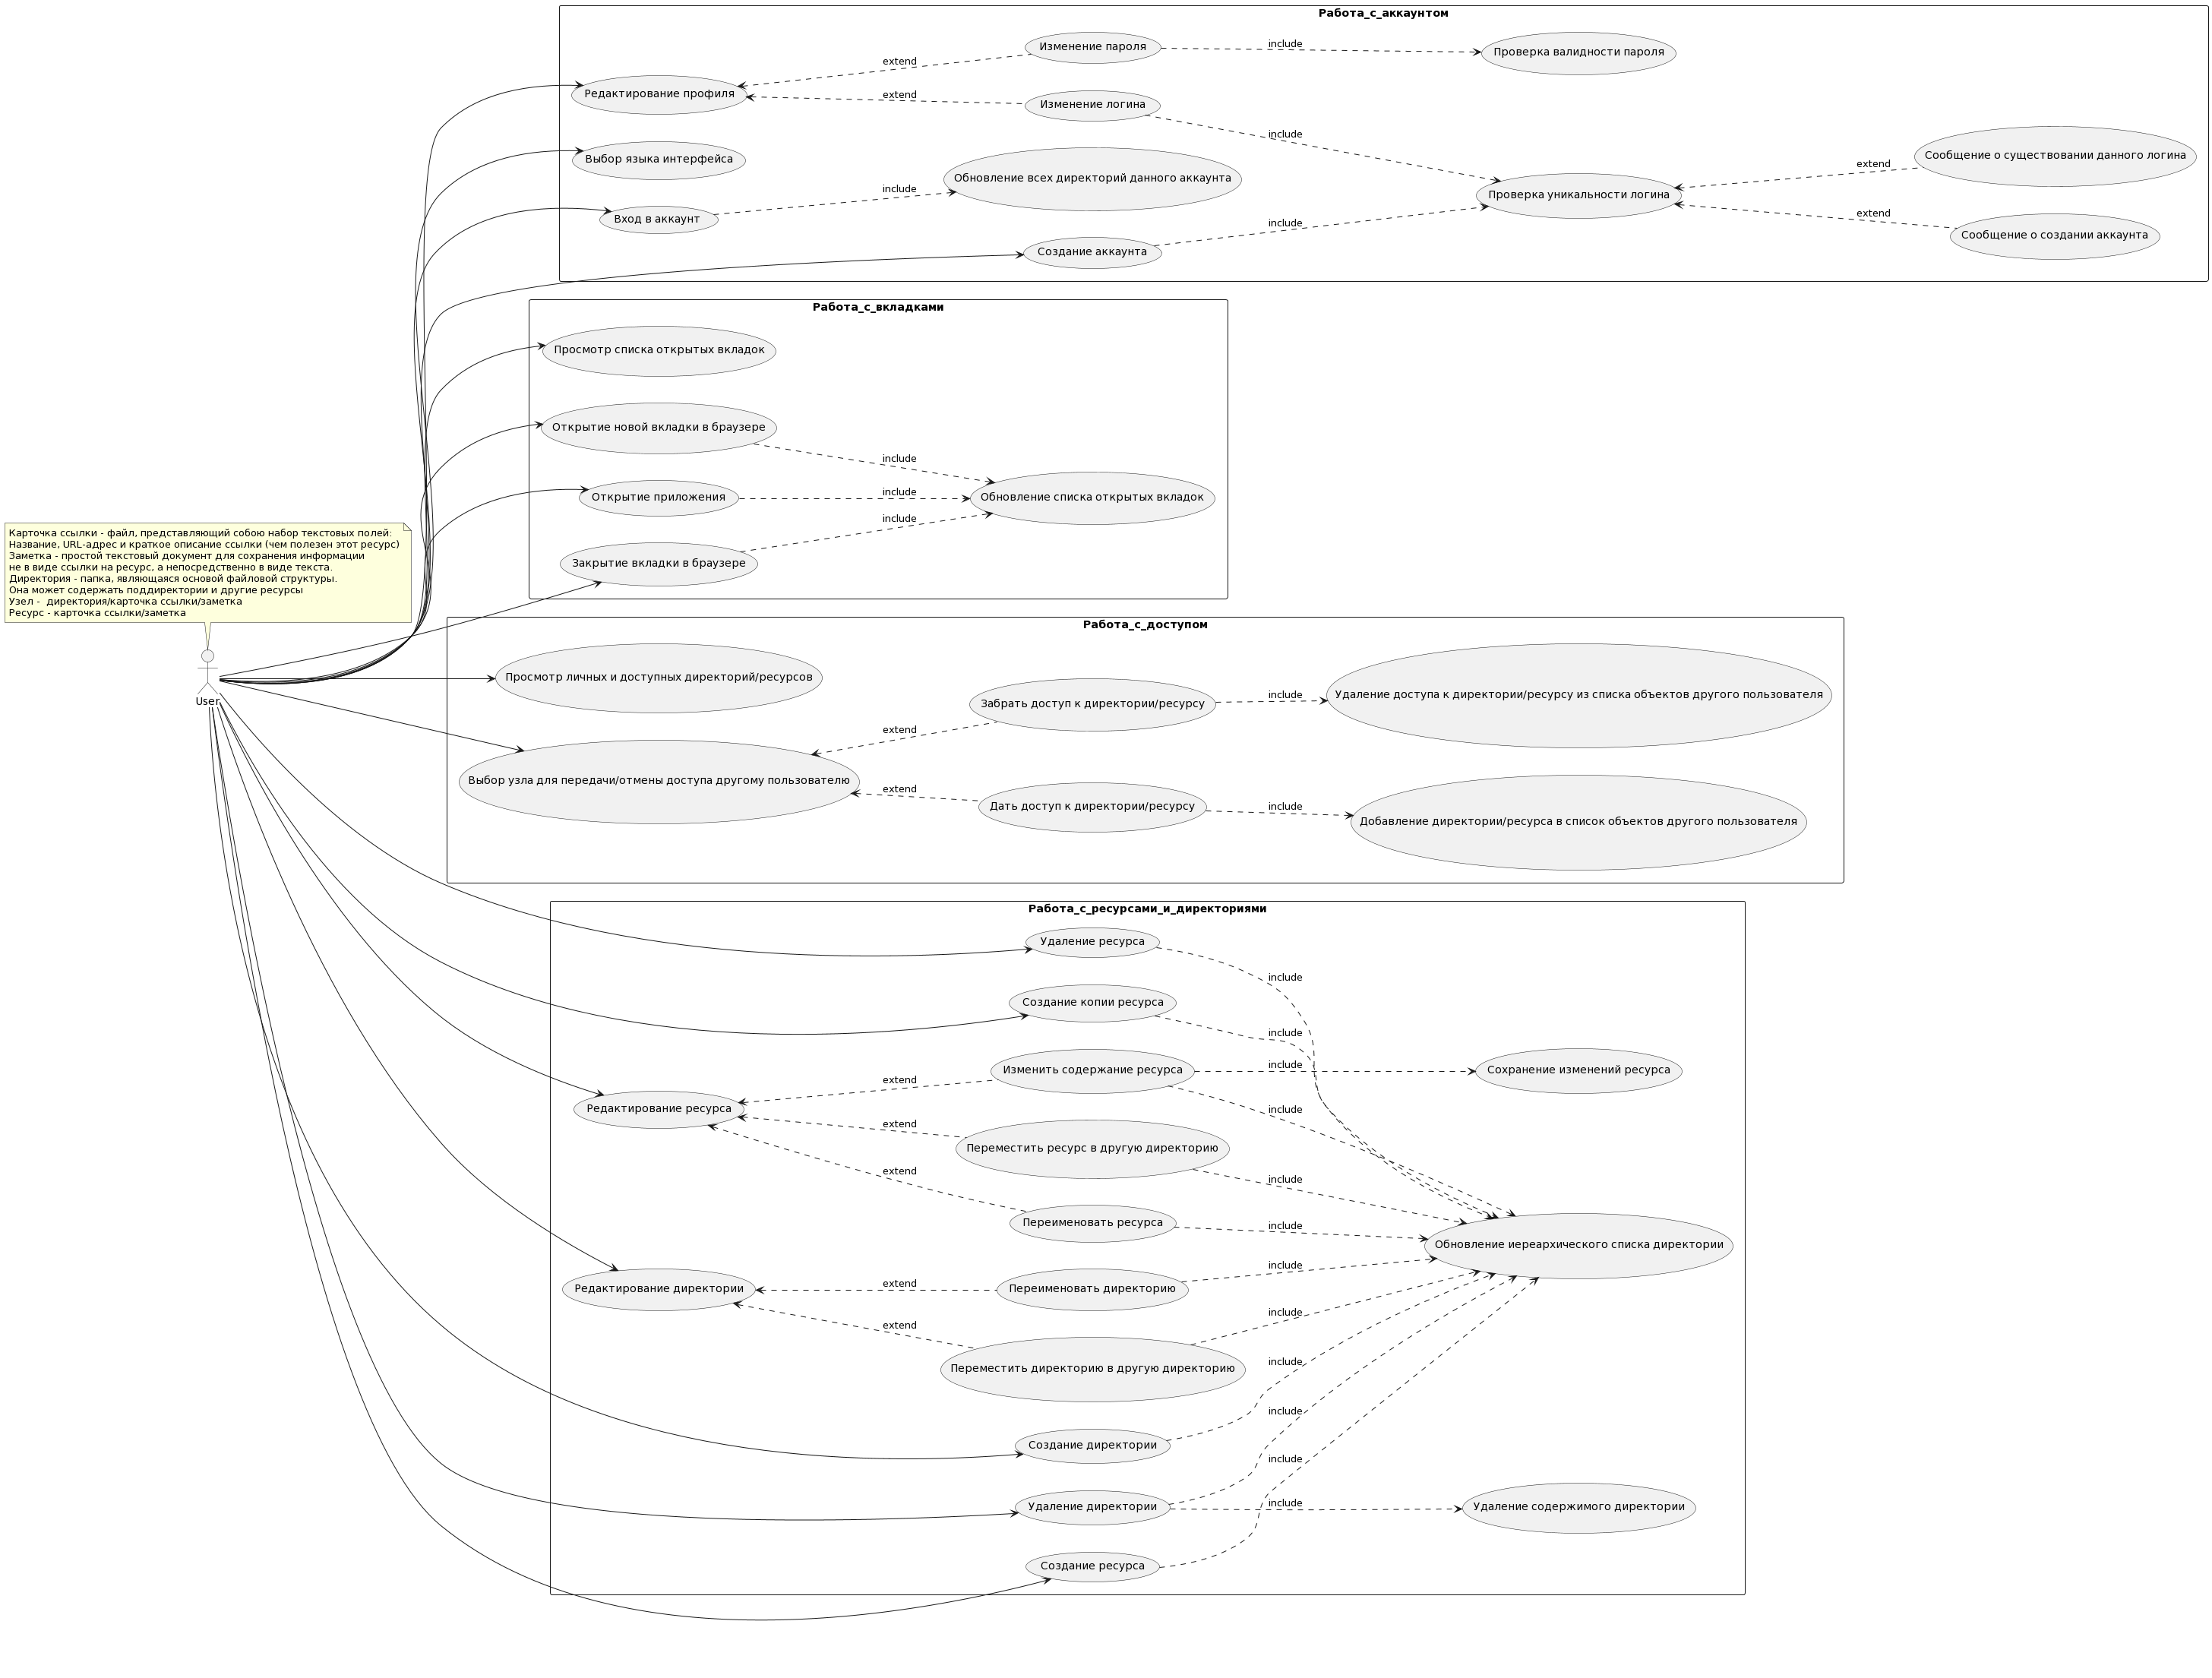 Работа_с_аккаунтом
Изменение пароля
include
Проверка валидности пароля
extend
Редактирование профиля
extend
Изменение логина
include
Выбор языка интерфейса
Обновление всех директорий данного аккаунта
include
Вход в аккаунт
Проверка уникальности логина
extend
Сообщение о существовании данного логина
include
extend
Сообщение о создании аккаунта
Создание аккаунта
Работа_с_вкладками
Просмотр списка открытых вкладок
Открытие новой вкладки в браузере
include
Открытие приложения
include
Обновление списка открытых вкладок
include
Закрытие вкладки в браузере
Карточка ссылки - файл, представляющий собою набор текстовых полей:
Название, URL-адрес и краткое описание ссылки (чем полезен этот ресурс)
Заметка - простой текстовый документ для сохранения информации
не в виде ссылки на ресурс, а непосредственно в виде текста.
Директория - папка, являющаяся основой файловой структуры.
Она может содержать поддиректории и другие ресурсы
Узел - директория/карточка ссылки/заметка
Ресурс - карточка ссылки/заметка
User
Работа_с_доступом
Просмотр личных и доступных директорий/ресурсов
Забрать доступ к директории/ресурсу
include
Удаление доступа к директории/ресурсу из списка объектов другого пользователя
extend
Выбор узла для передачи/отмены доступа другому пользователю
extend
Дать доступ к директории/ресурсу
include
Добавление директории/ресурса в список объектов другого пользователя
Работа_с_ресурсами_и_директориями
Удаление ресурса
include
Создание копии ресурса
include
Изменить содержание ресурса
include
Сохранение изменений ресурса
extend
Редактирование ресурса
include
extend
Переместить ресурс в другую директорию
extend
include
Переименовать ресурса
include
Обновление иереархического списка директории
Редактирование директории
extend
Переименовать директорию
include
extend
include
Переместить директорию в другую директорию
include
Создание директории
include
Удаление директории
include
Удаление содержимого директории
include
Создание ресурса